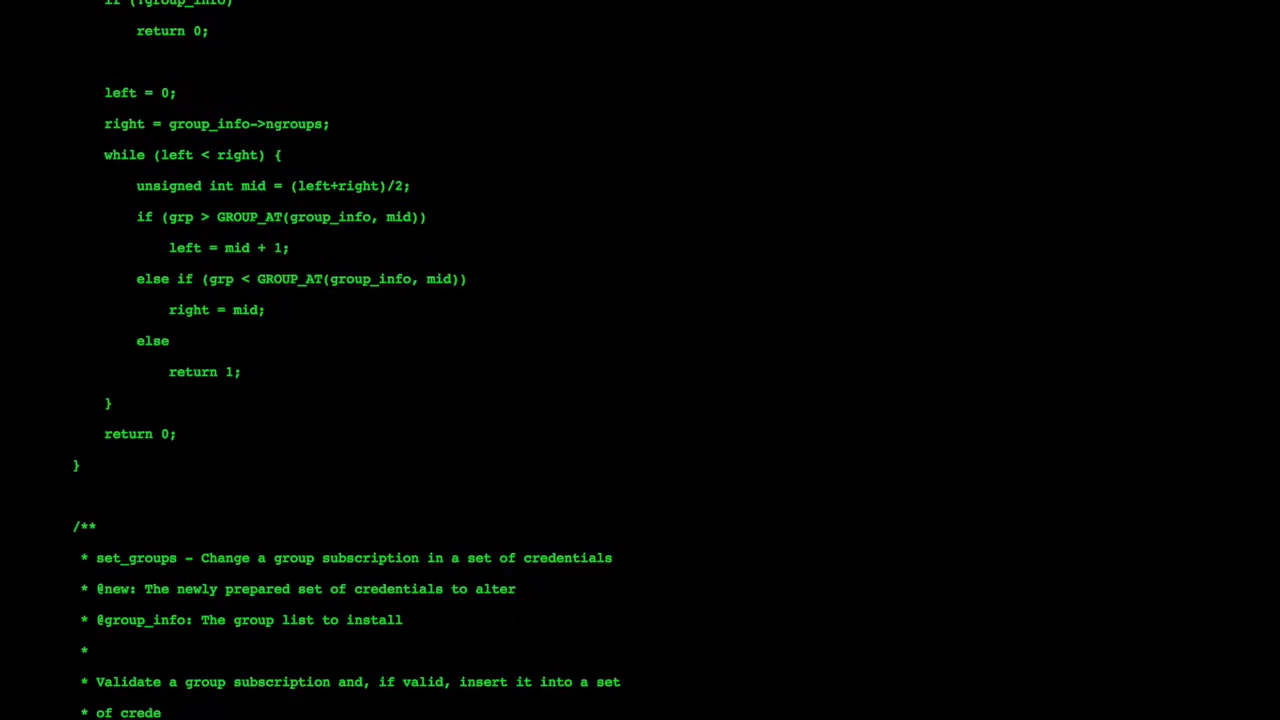 if (!group_info)
return 0;
left = 0;
right = group_info->ngroups;
while (left < right) {
unsigned int mid = (left+right)/2;
if (grp > GROUP_AT(group_info, mid))
left = mid + 1;
else if (grp < GROUP_AT(group_info, mid))
right = mid;
else
return 1;
}
return 0;
}
/**
* set_groups - Change a group subscription in a set of credentials
* @new: The newly prepared set of credentials to alter
* @group_info: The group list to install
*
* Validate a group subscription and, if valid, insert it into a set
* of crede